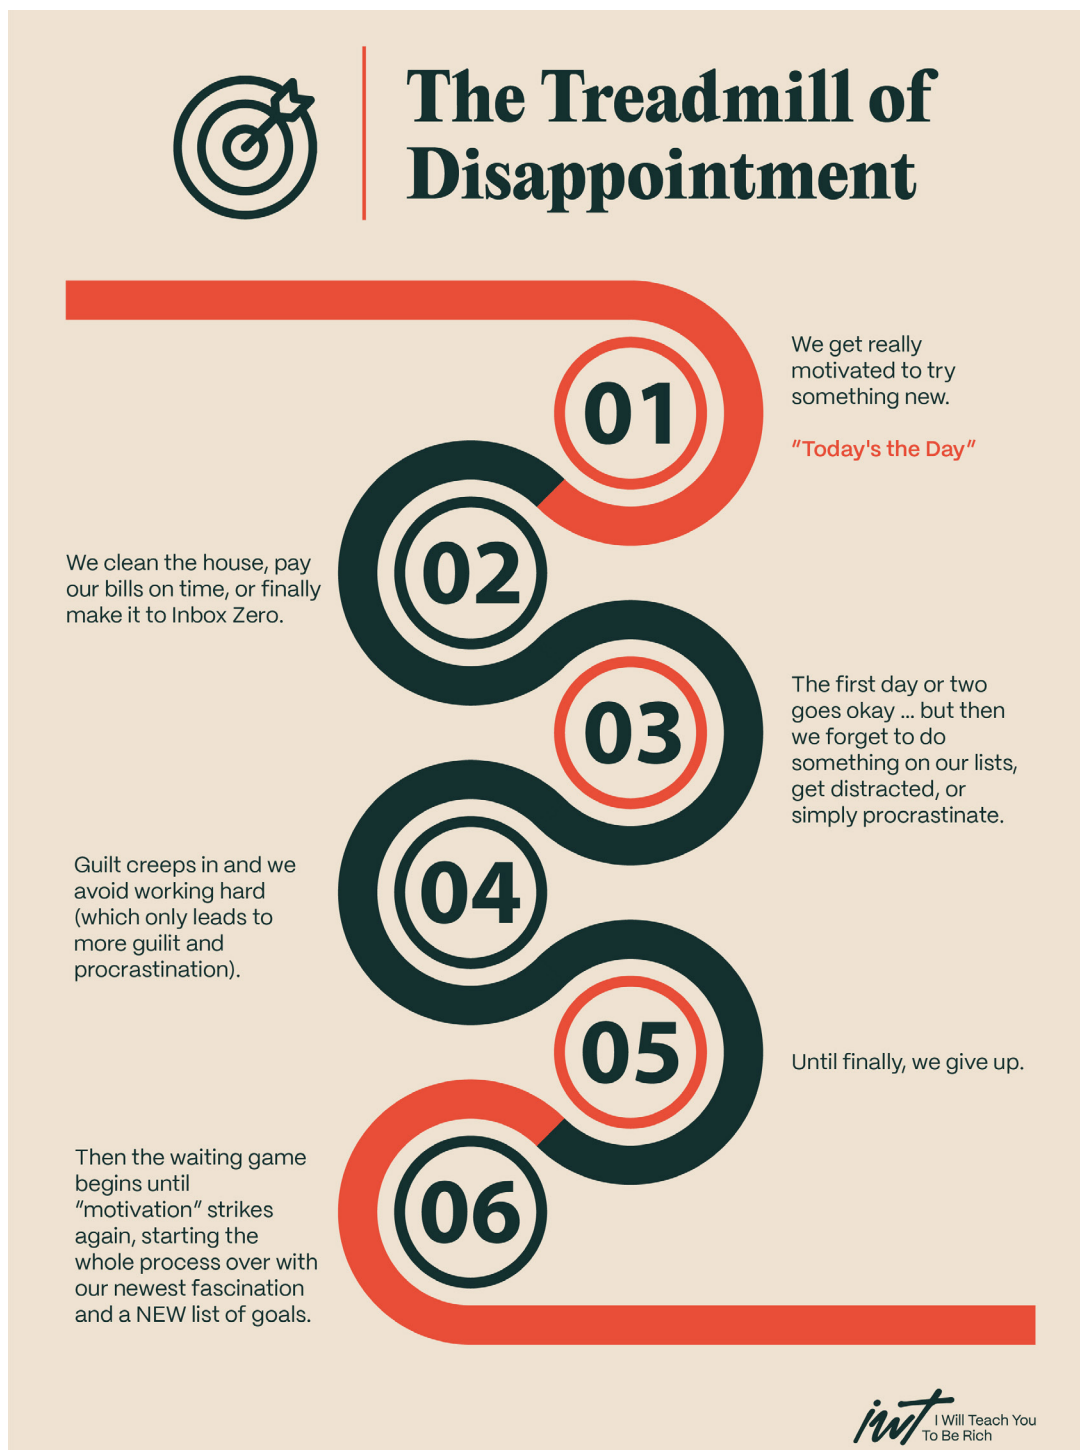 The Treadmill of
Disappointment
01
We get really
motivated to try
something new.
“Today's the Day”
02
We clean the house, pay
our bills on time, or finally
make it to Inbox Zero.
03
The first day or two
goes okay ... but then
we forget to do
something on our lists,
get distracted, or
simply procrastinate.
04
Guilt creeps in and we
avoid working hard
(which only leads to
more guilit and
procrastination).
05
Until finally, we give up.
06
Then the waiting game
begins until
“motivation” strikes
again, starting the
whole process over with
our newest fascination
and a NEW list of goals.
iwt
I Will Teach You
To Be Rich